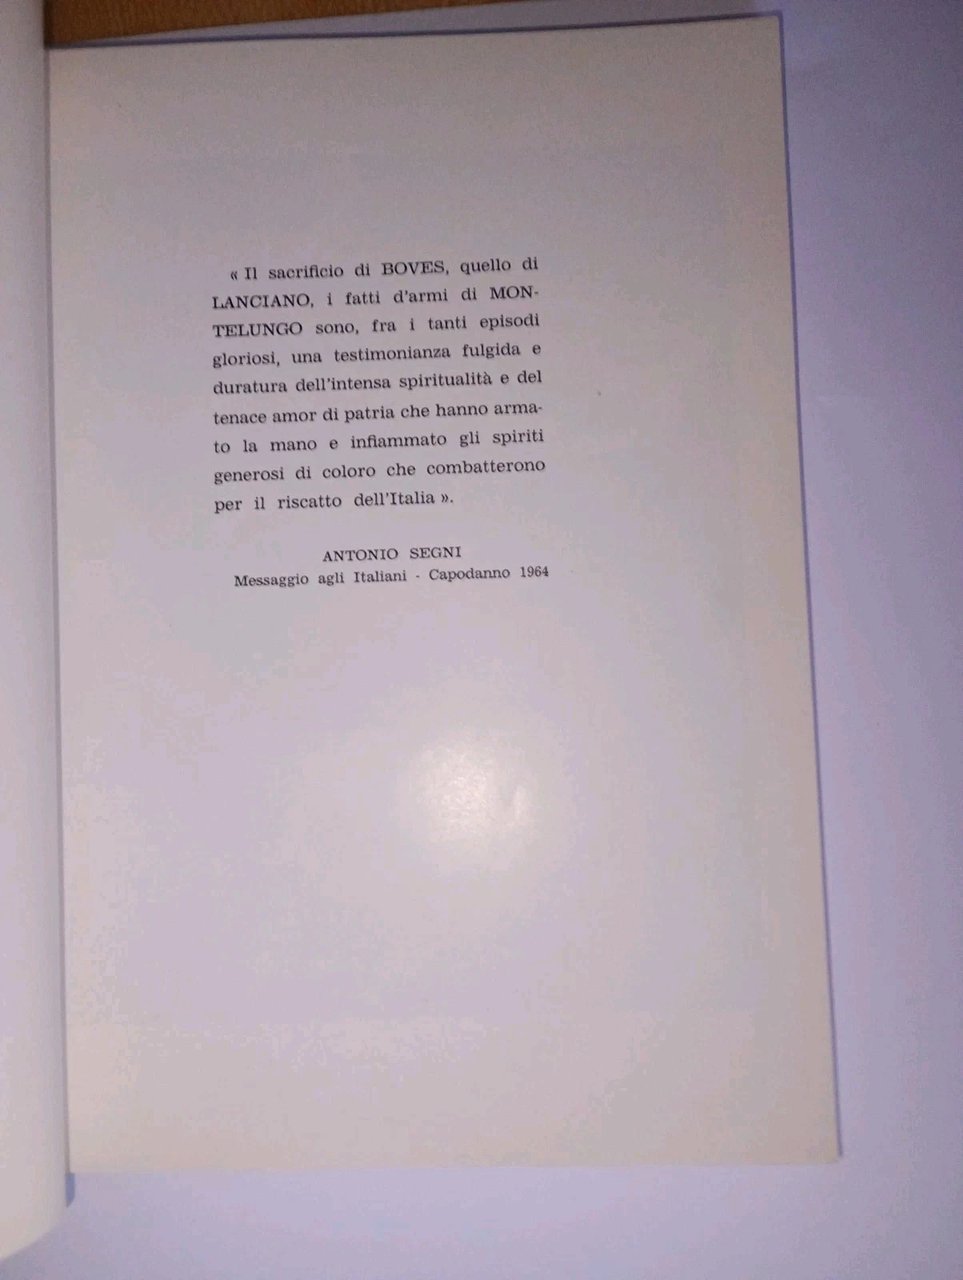 « Il sacrificio di BOVES, quello di
LANCIANO, i fatti d'armi di MON-
TELUNGO sono, fra i tanti episodi
gloriosi, una testimonianza fulgida e
duratura dell'intensa spiritualità e del
tenace amor di patria che hanno arma-
to la mano e infiammato gli spiriti
generosi di coloro che combatterono
per il riscatto dell'Italia ».
ANTONIO SEGNI
Messaggio agli Italiani - Capodanno 1964